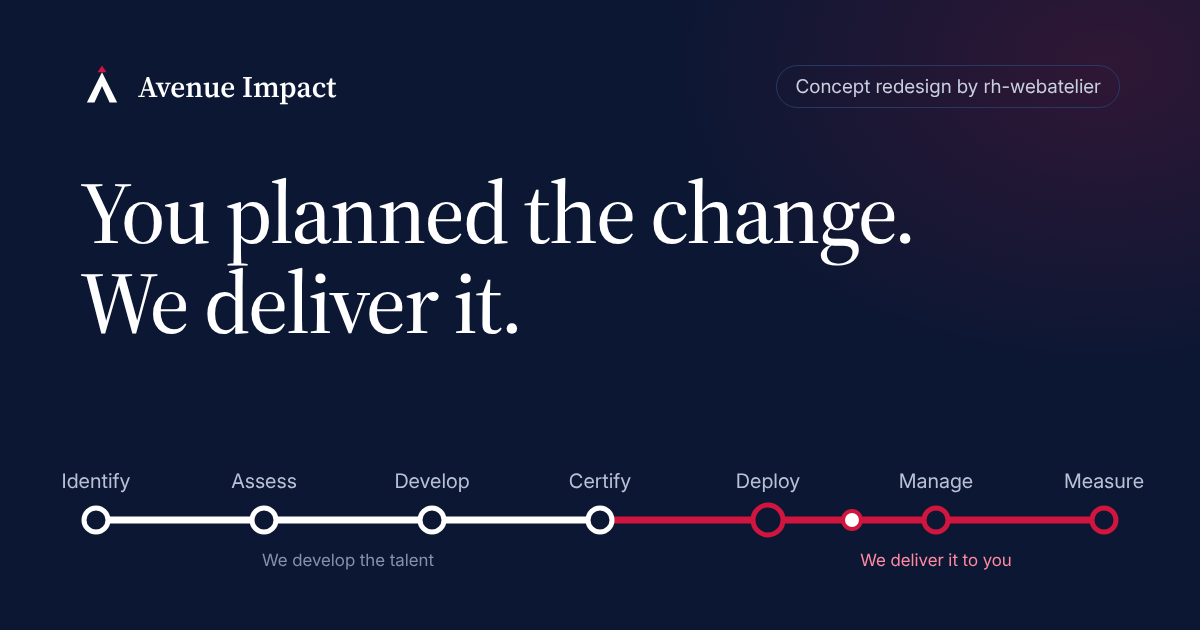 Avenue Impact
Concept redesign by rh-webatelier
You planned the change.
We deliver it.
Identify
Assess
Develop
Certify
Deploy
Manage
Measure
We develop the talent
We deliver it to you